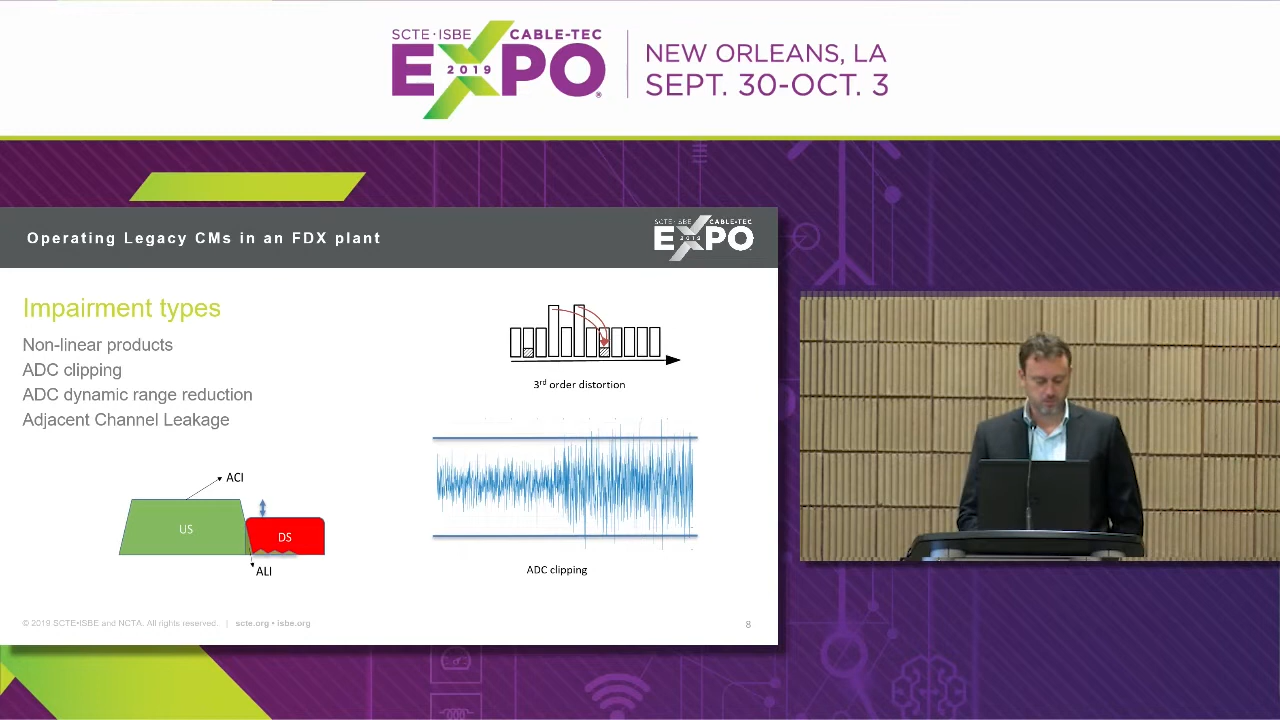 SCTE·ISBE CABLE-TEC
EXPO
2019
®
NEW ORLEANS, LA
SEPT. 30-OCT. 3
Operating Legacy CMs in an FDX plant
SCTE·ISBE CABLE-TEC
EXPO
2019
Impairment types
Non-linear products
ADC clipping
ADC dynamic range reduction
Adjacent Channel Leakage
3rd order distortion
ACI
US
DS
ALI
ADC clipping
© 2019 SCTE•ISBE and NCTA. All rights reserved. | scte.org • isbe.org
8